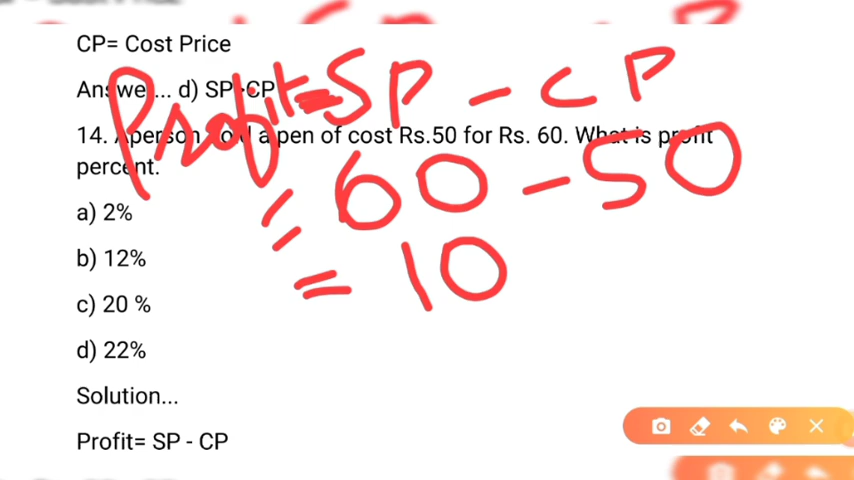 CP= Cost Price
Answe... d) SP>CP
Profit = SP - CP
14. A person sold a pen of cost Rs.50 for Rs. 60. What is profit
percent.
= 60 - 50
a) 2%
= 10
b) 12%
c) 20 %
d) 22%
Solution...
Profit= SP - CP